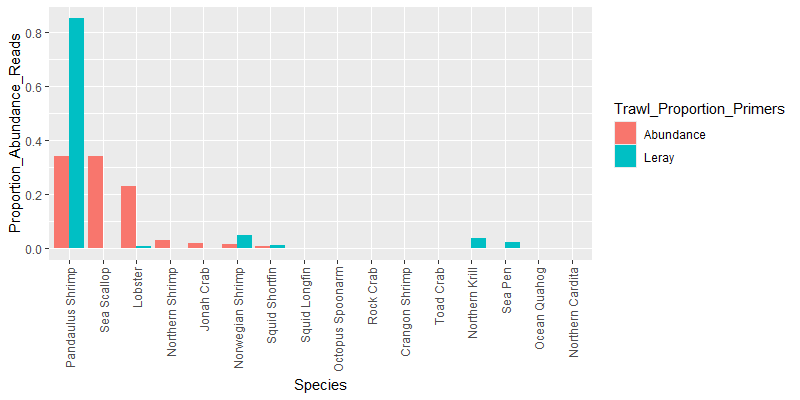 Proportion_Abundance_Reads
0.8
0.6
0.4
0.2
0.0
Pandaulus Shrimp
Sea Scallop
Lobster
Northern Shrimp
Jonah Crab
Norwegian Shrimp
Squid Shortfin
Squid Longfin
Octopus Spoonarm
Rock Crab
Crangon Shrimp
Toad Crab
Northern Krill
Sea Pen
Ocean Quahog
Northern Cardita
Species
Trawl_Proportion_Primers
Abundance
Leray